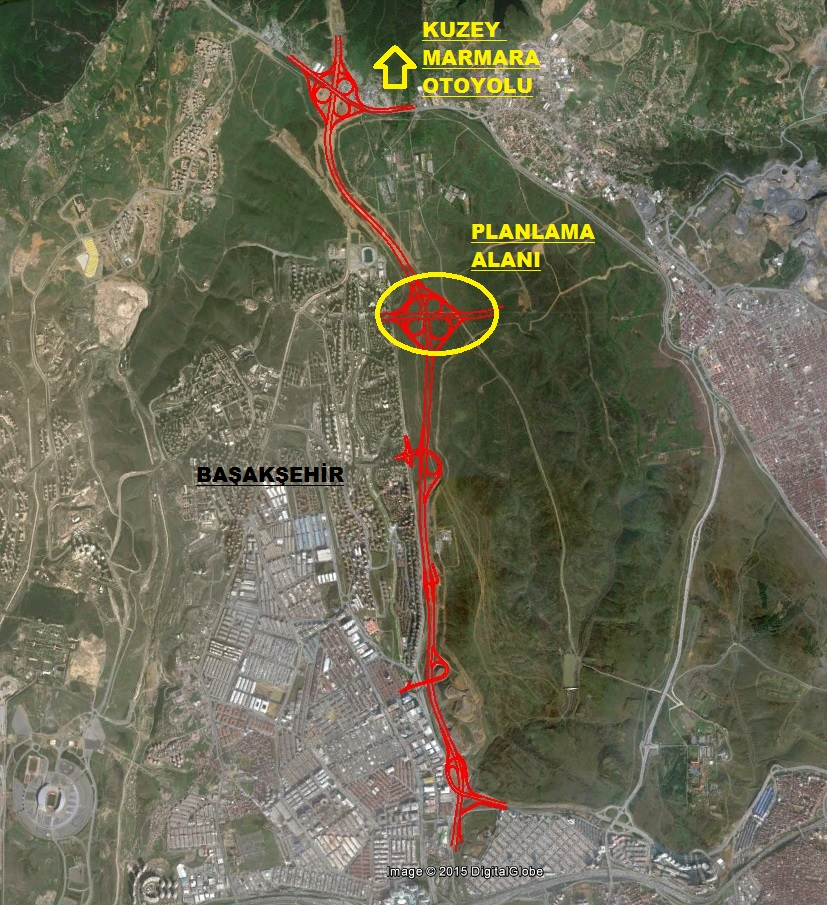 KUZEY
MARMARA
OTOYOLU
PLANLAMA
ALANI
BAŞAKŞEHİR
Image © 2015 DigitalGlobe